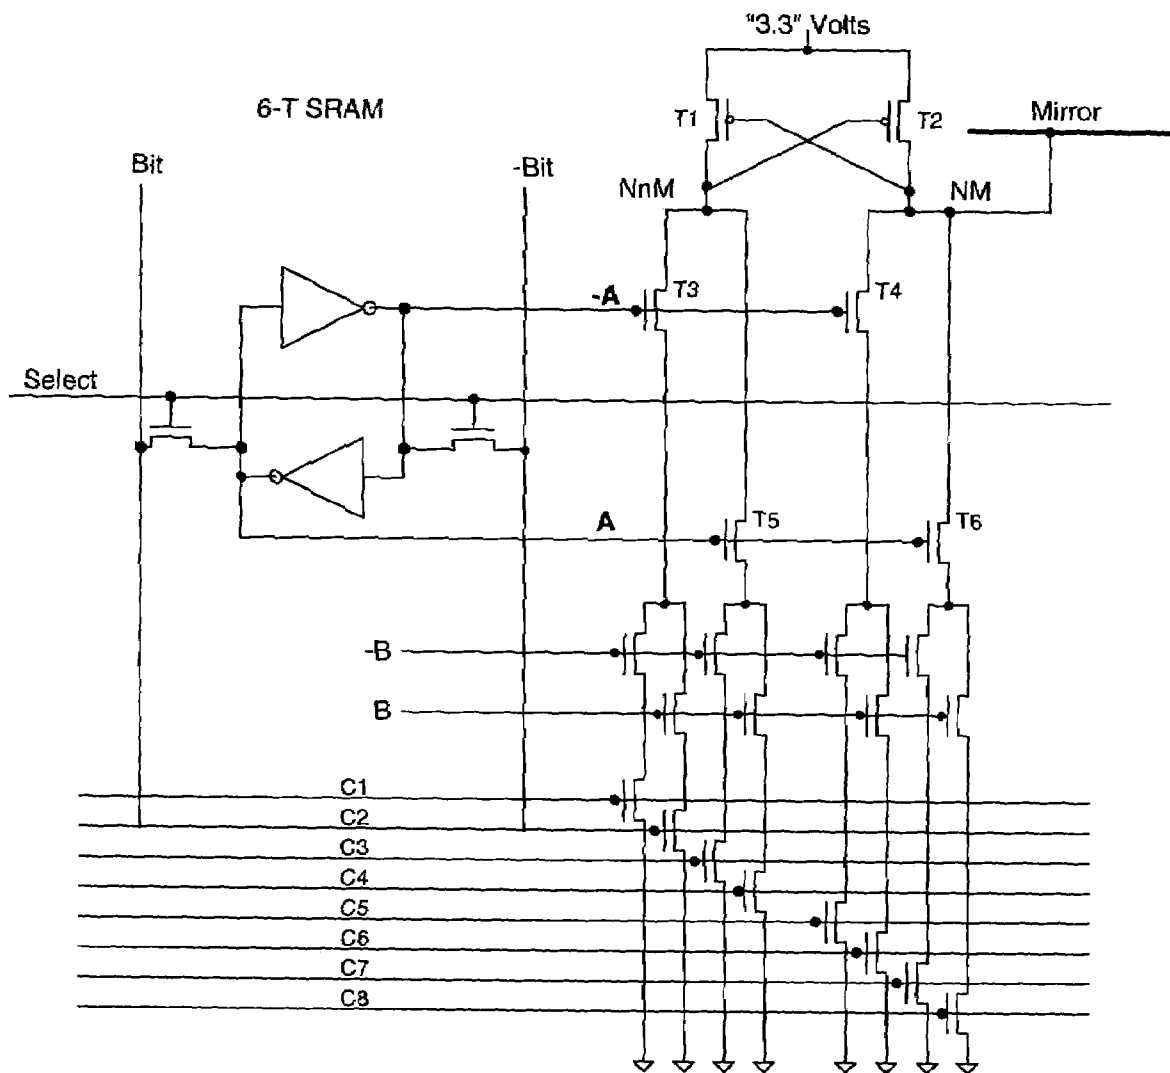 "3.3" Volts
6-T SRAM
T1
T2
Mirror
Bit
-Bit
NnM
NM
-A
T3
T4
Select
A
T5
T6
-B
B
C1
C2
C3
C4
C5
C6
C7
C8